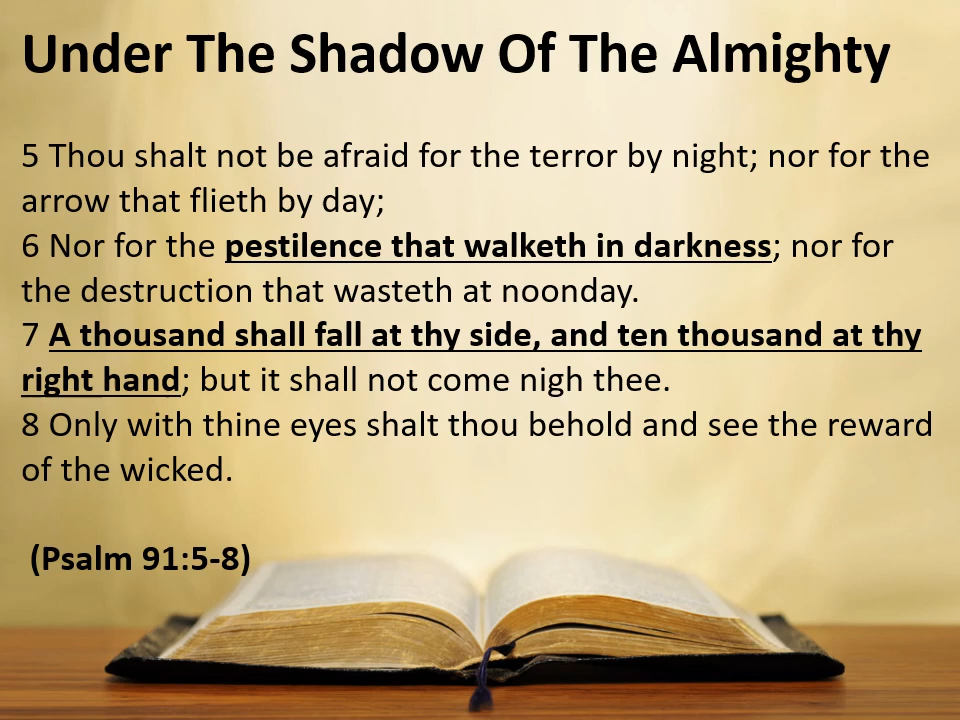 Under The Shadow Of The Almighty
5 Thou shalt not be afraid for the terror by night; nor for the
arrow that flieth by day;
6 Nor for the pestilence that walketh in darkness; nor for
the destruction that wasteth at noonday.
7 A thousand shall fall at thy side, and ten thousand at thy
right hand; but it shall not come nigh thee.
8 Only with thine eyes shalt thou behold and see the reward
of the wicked.
(Psalm 91:5-8)